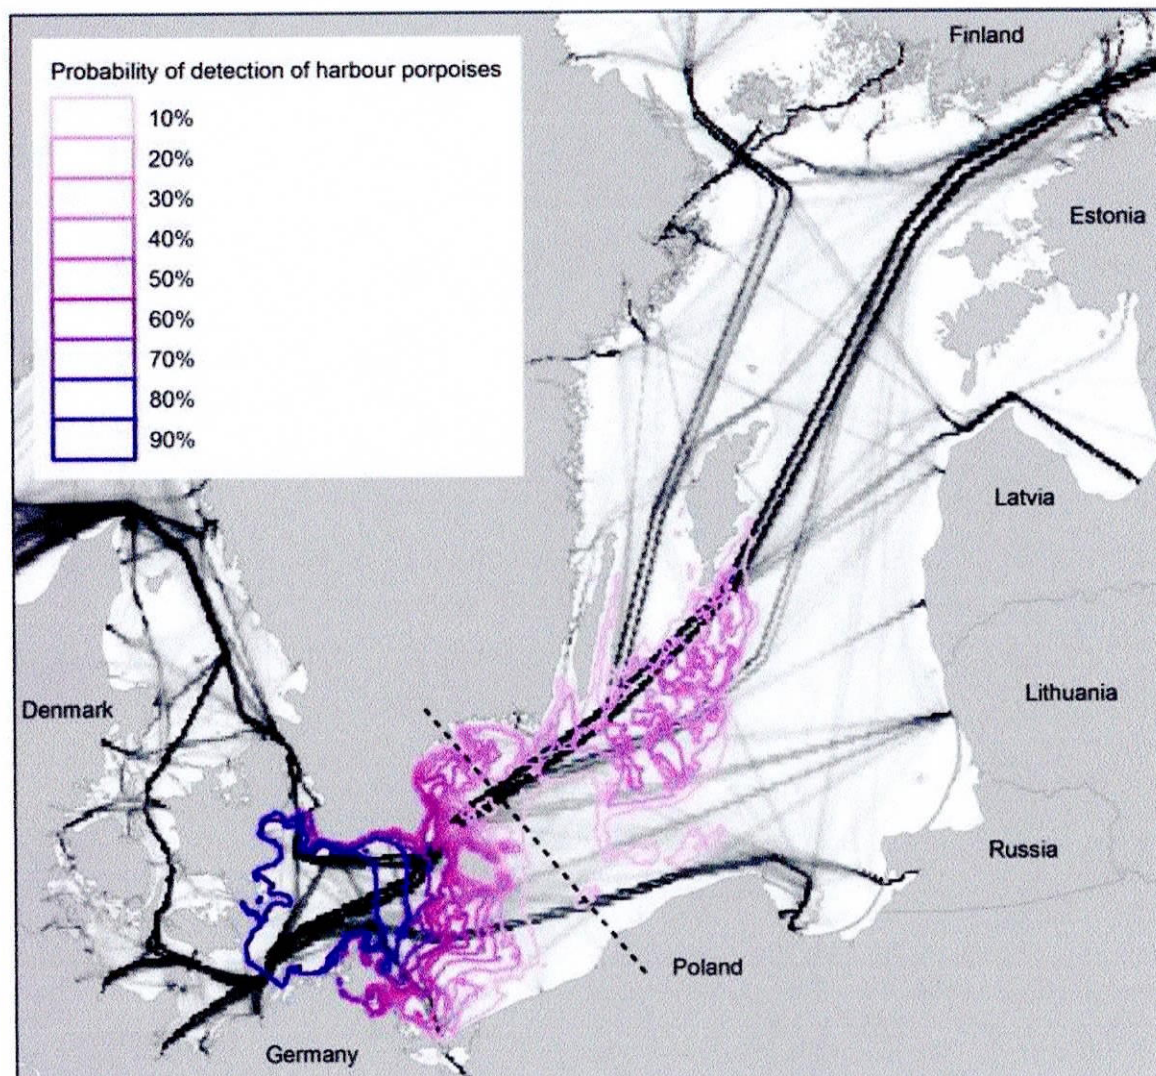 Finland
Probability of detection of harbour porpoises
10%
20%
30%
40%
50%
60%
70%
80%
90%
Estonia
Latvia
Denmark
Lithuania
Russia
Poland
Germany